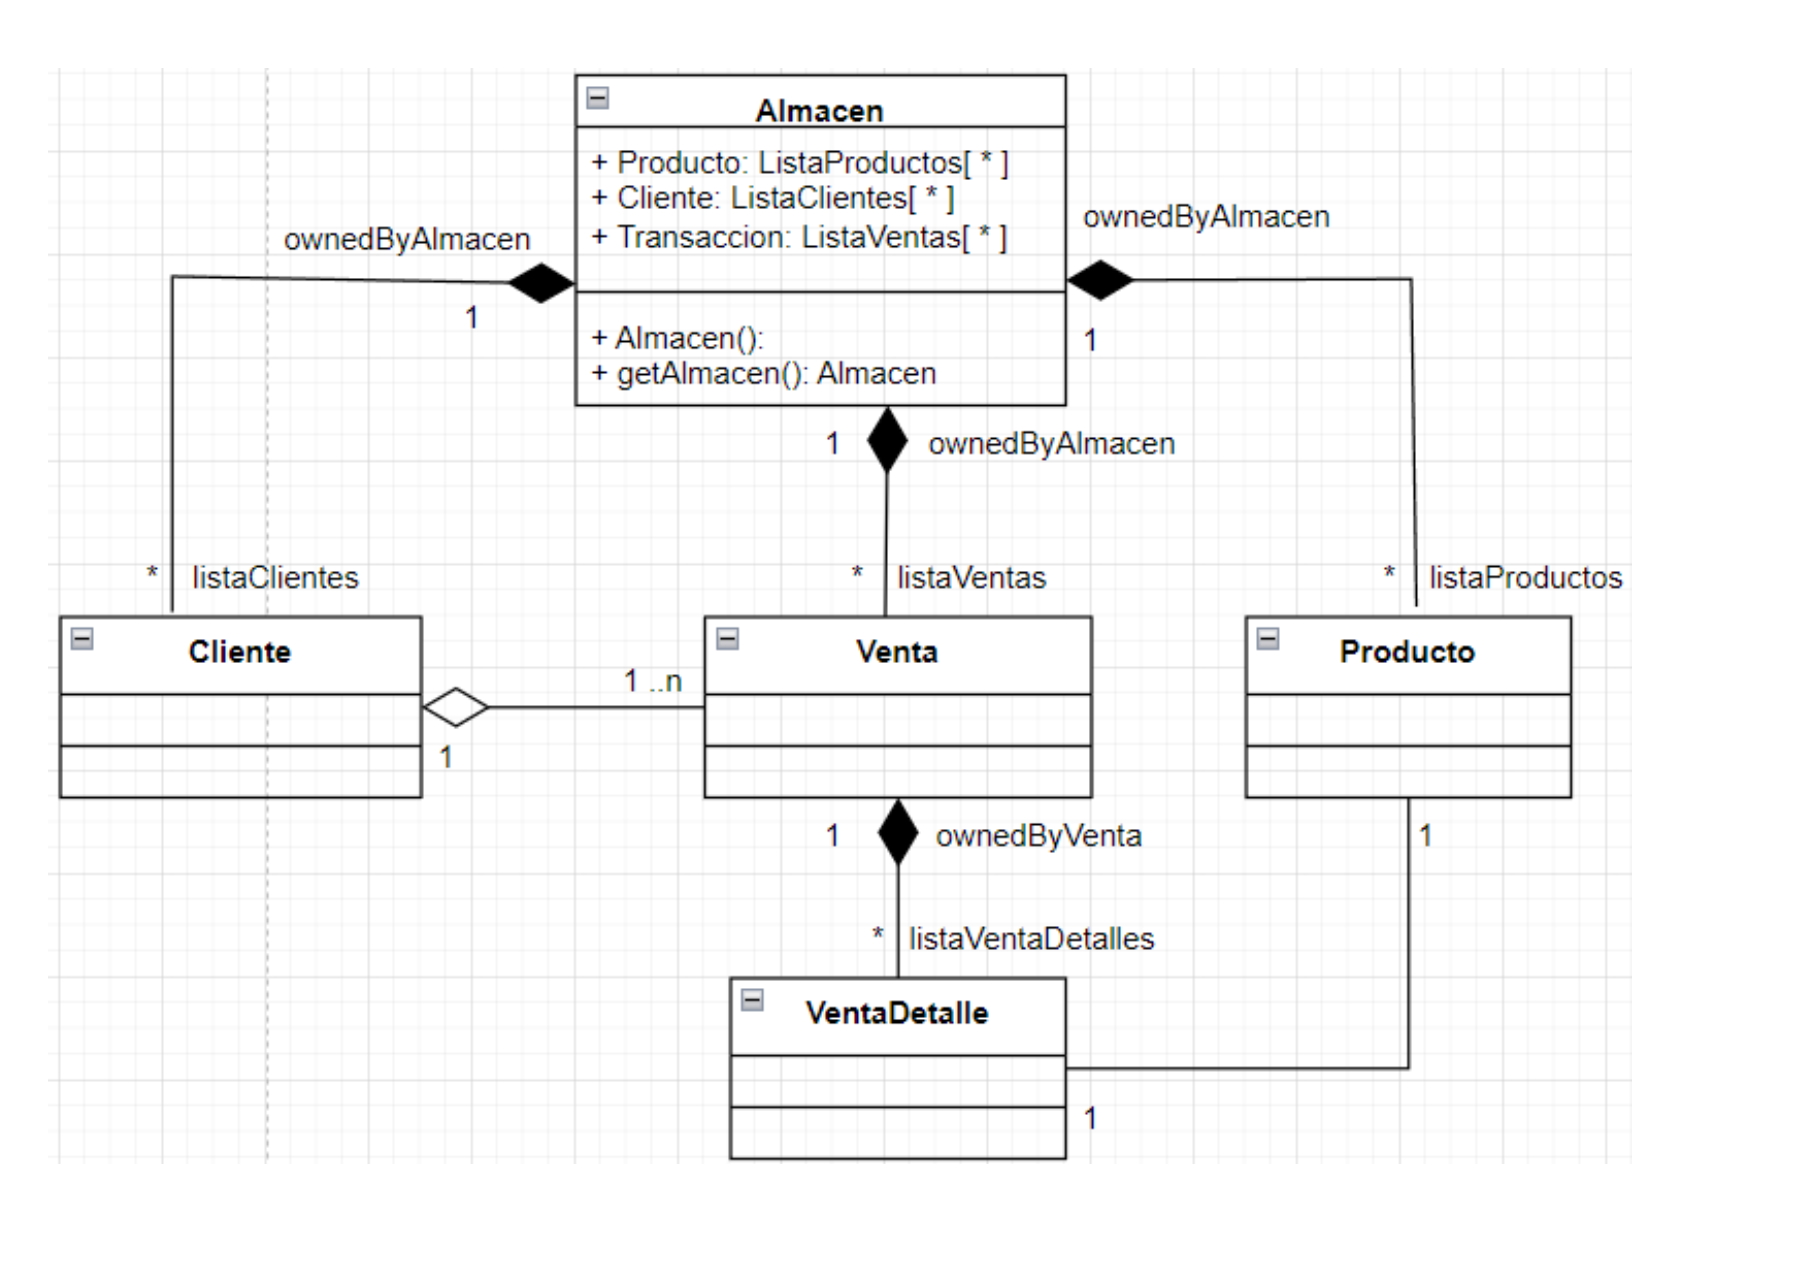 Almacen
+ Producto: ListaProductos[ * ]
+ Cliente: ListaClientes[ * ]
+ Transaccion: ListaVentas[ * ]
+ Almacen():
+ getAlmacen(): Almacen
ownedByAlmacen
1
ownedByAlmacen
1
1
ownedByAlmacen
*
listaClientes
*
listaVentas
*
listaProductos
Cliente
1
1 ..n
Venta
Producto
1
ownedByVenta
1
*
listaVentaDetalles
VentaDetalle
1